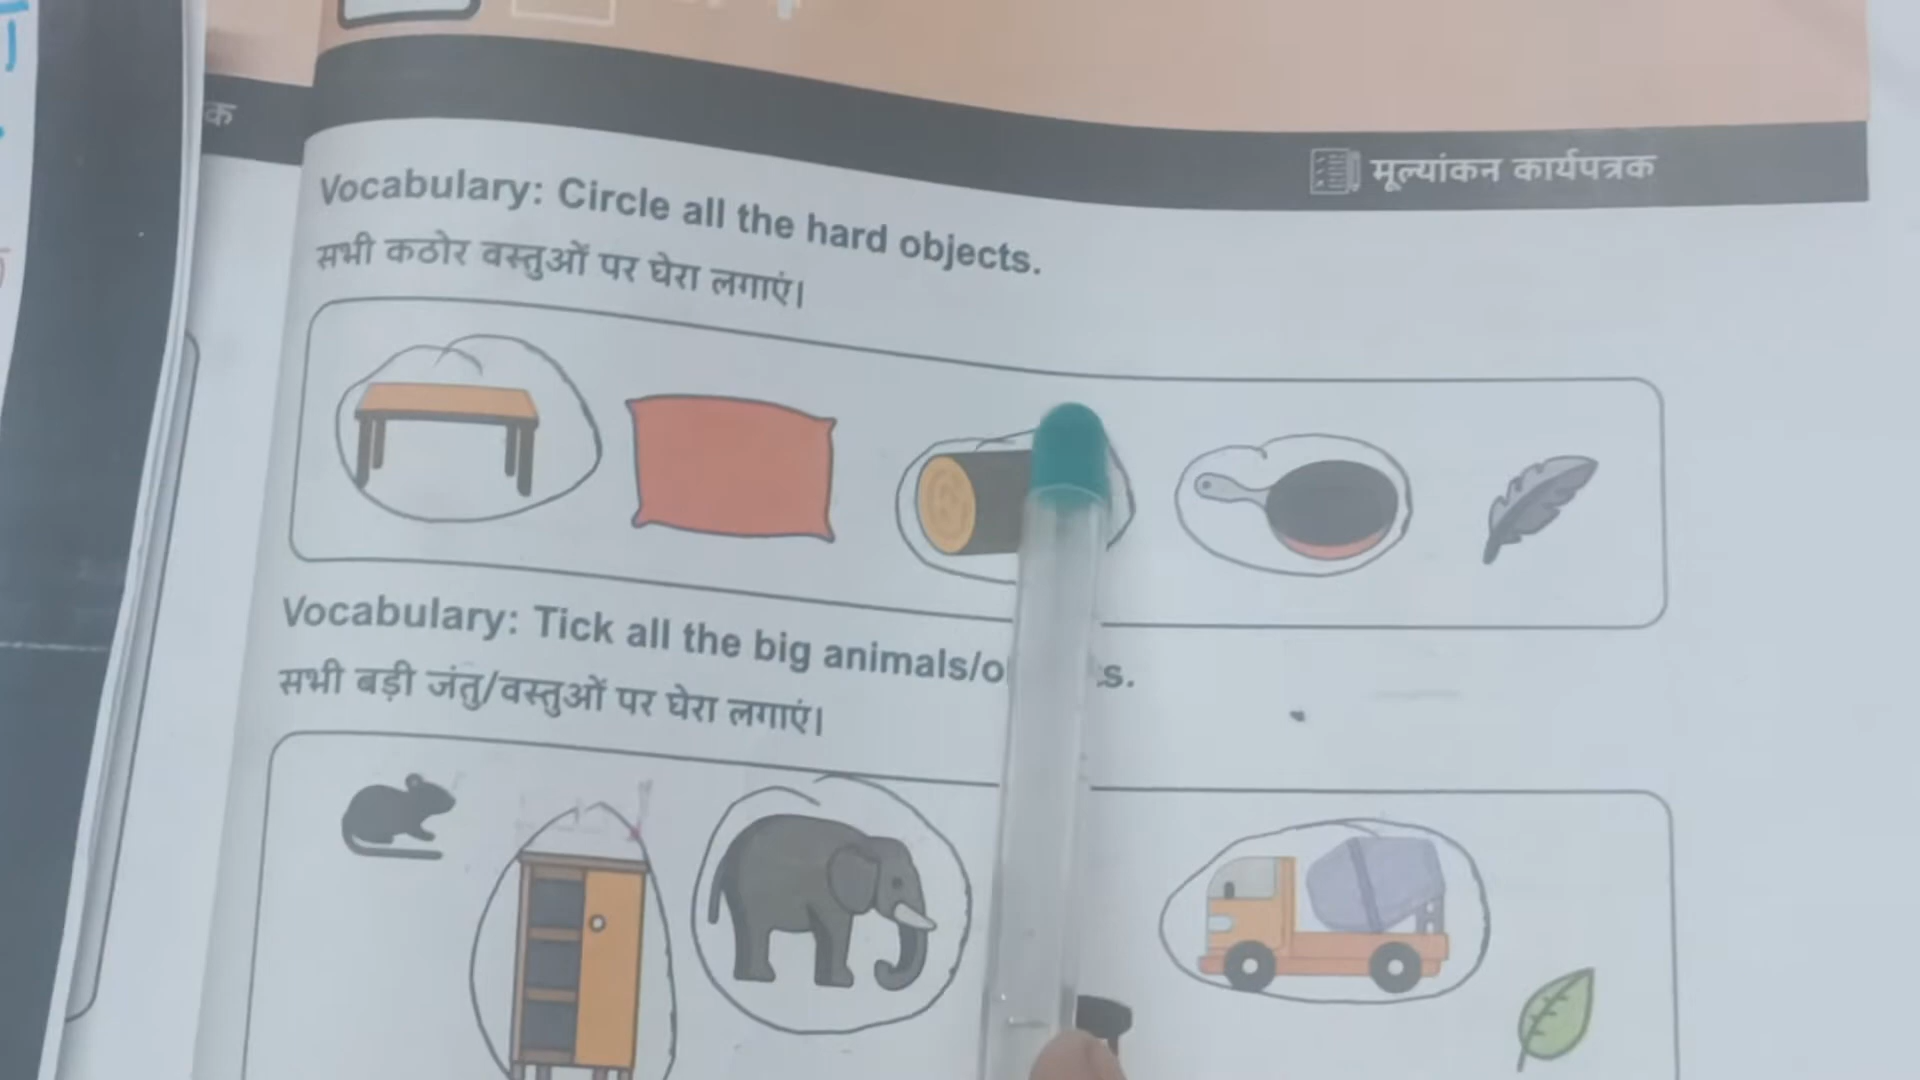 क
मूल्यांकन कार्यपत्रक
Vocabulary: Circle all the hard objects.
सभी कठोर वस्तुओं पर घेरा लगाएं।
Vocabulary: Tick all the big
सभी बड़ी जंतु/वस्तुओं पर घेरा लगाएं।